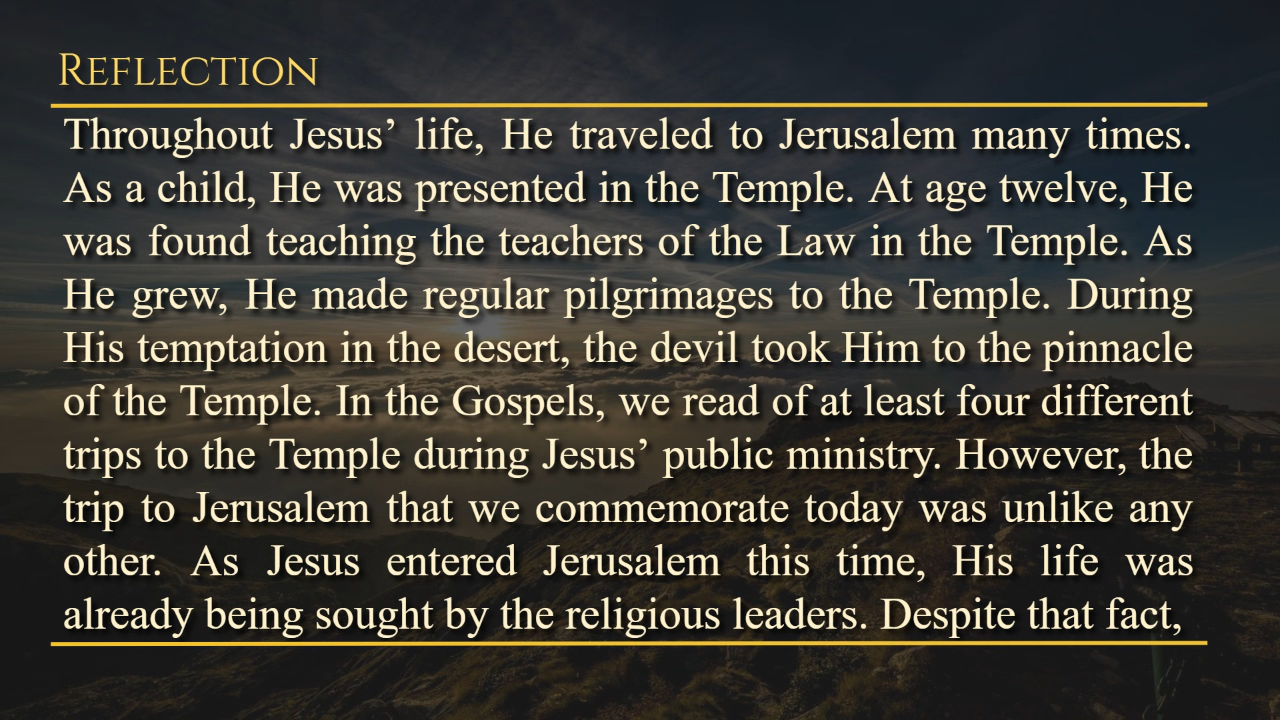 Reflection
Throughout Jesus’ life, He traveled to Jerusalem many times.
As a child, He was presented in the Temple. At age twelve, He
was found teaching the teachers of the Law in the Temple. As
He grew, He made regular pilgrimages to the Temple. During
His temptation in the desert, the devil took Him to the pinnacle
of the Temple. In the Gospels, we read of at least four different
trips to the Temple during Jesus’ public ministry. However, the
trip to Jerusalem that we commemorate today was unlike any
other. As Jesus entered Jerusalem this time, His life was
already being sought by the religious leaders. Despite that fact,